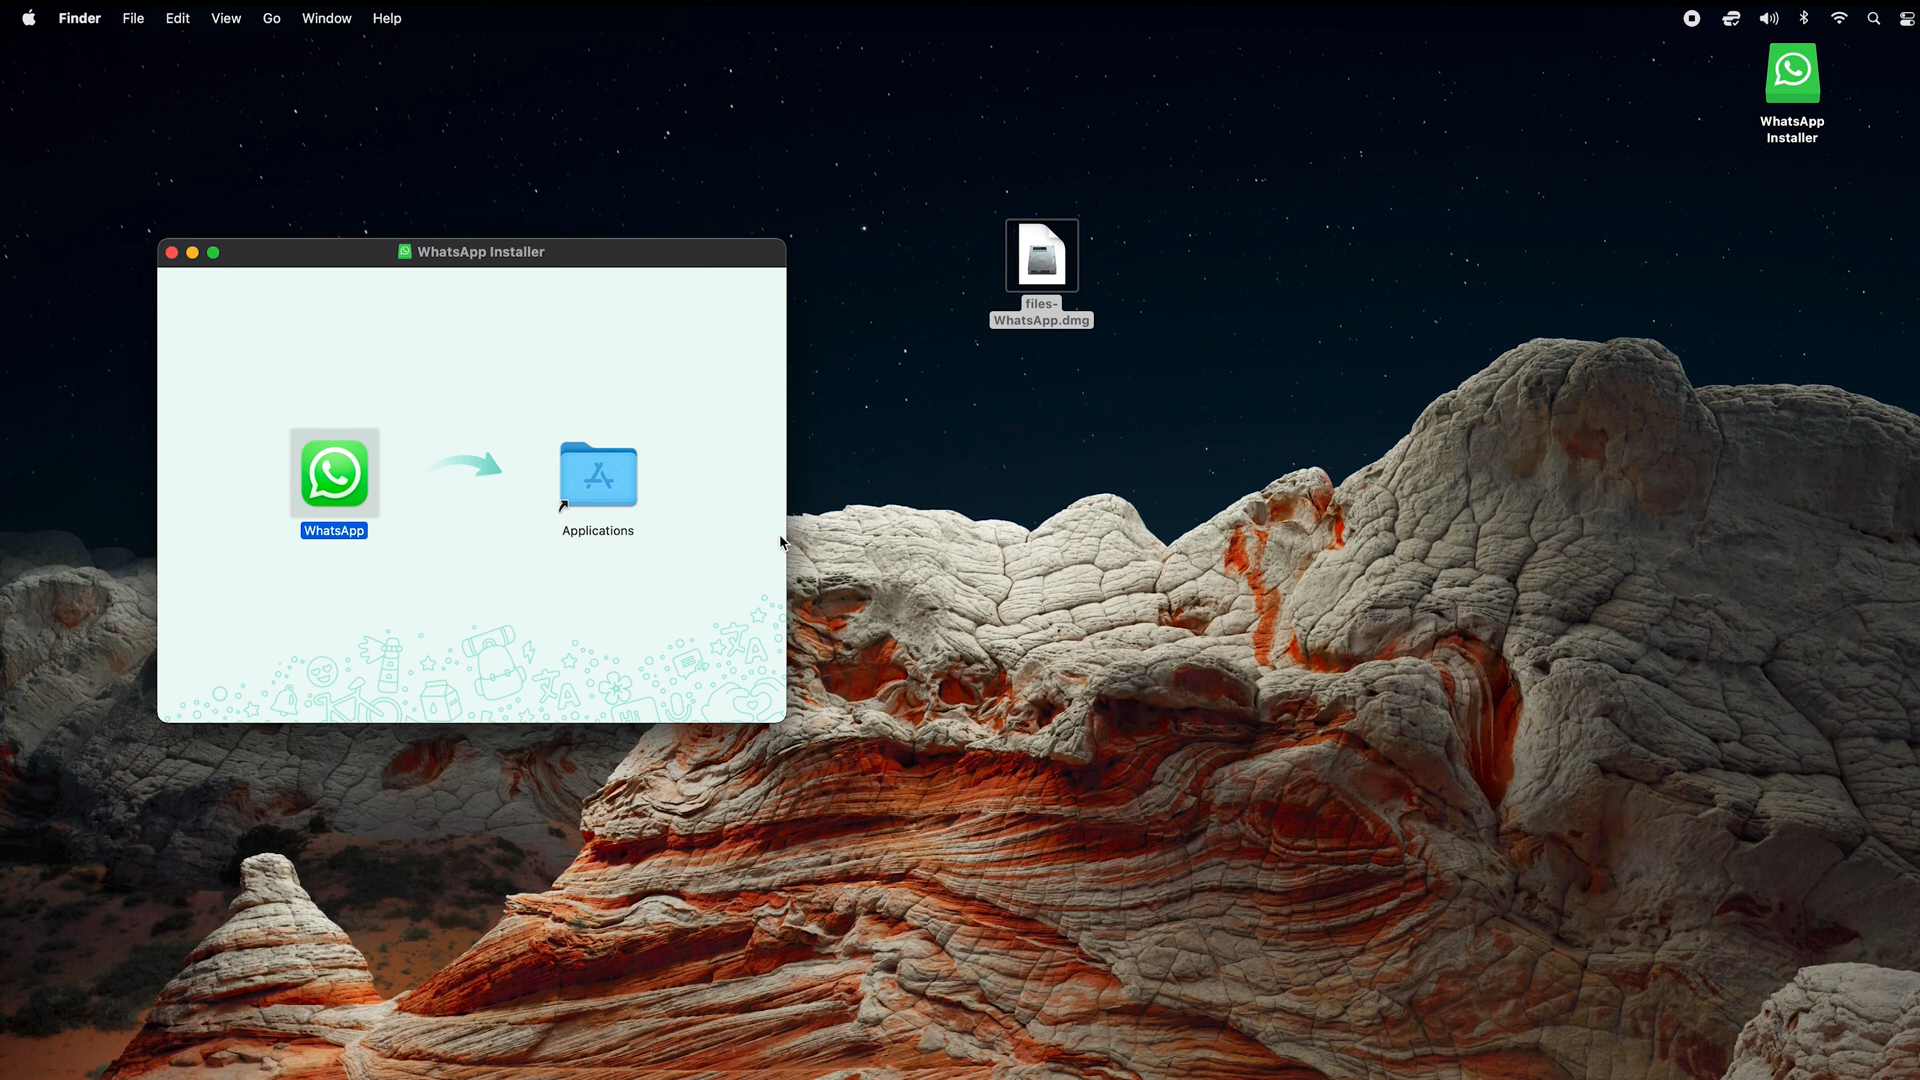 Finder File Edit View Go Window Help
WhatsApp
Installer
files-
WhatsApp.dmg
WhatsApp Installer
WhatsApp
Applications